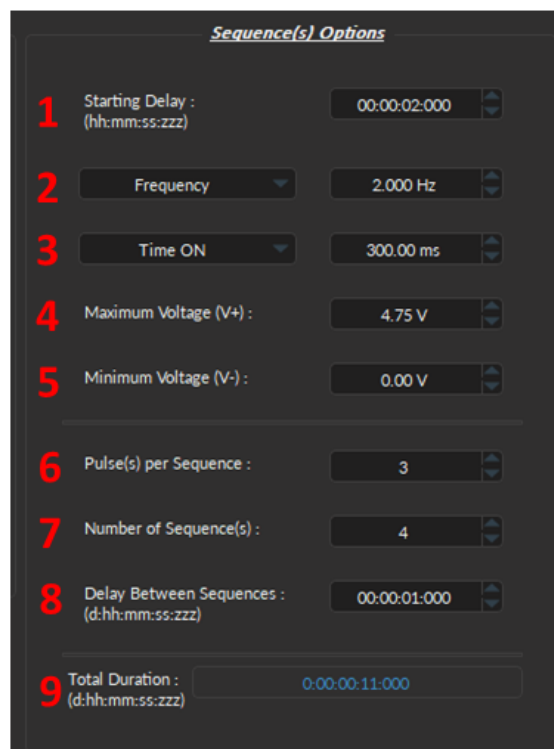 Sequence(s) Options
1 Starting Delay : 00:00:02:000
(hh:mm:ss:zzz)
2 Frequency 2.000 Hz
3 Time ON 300.00 ms
4 Maximum Voltage (V+) : 4.75 V
5 Minimum Voltage (V-) : 0.00 V
6 Pulse(s) per Sequence : 3
7 Number of Sequence(s) : 4
8 Delay Between Sequences : 00:00:01:000
(d:hh:mm:ss:zzz)
9 Total Duration : 0:00:00:11:000
(d:hh:mm:ss:zzz)